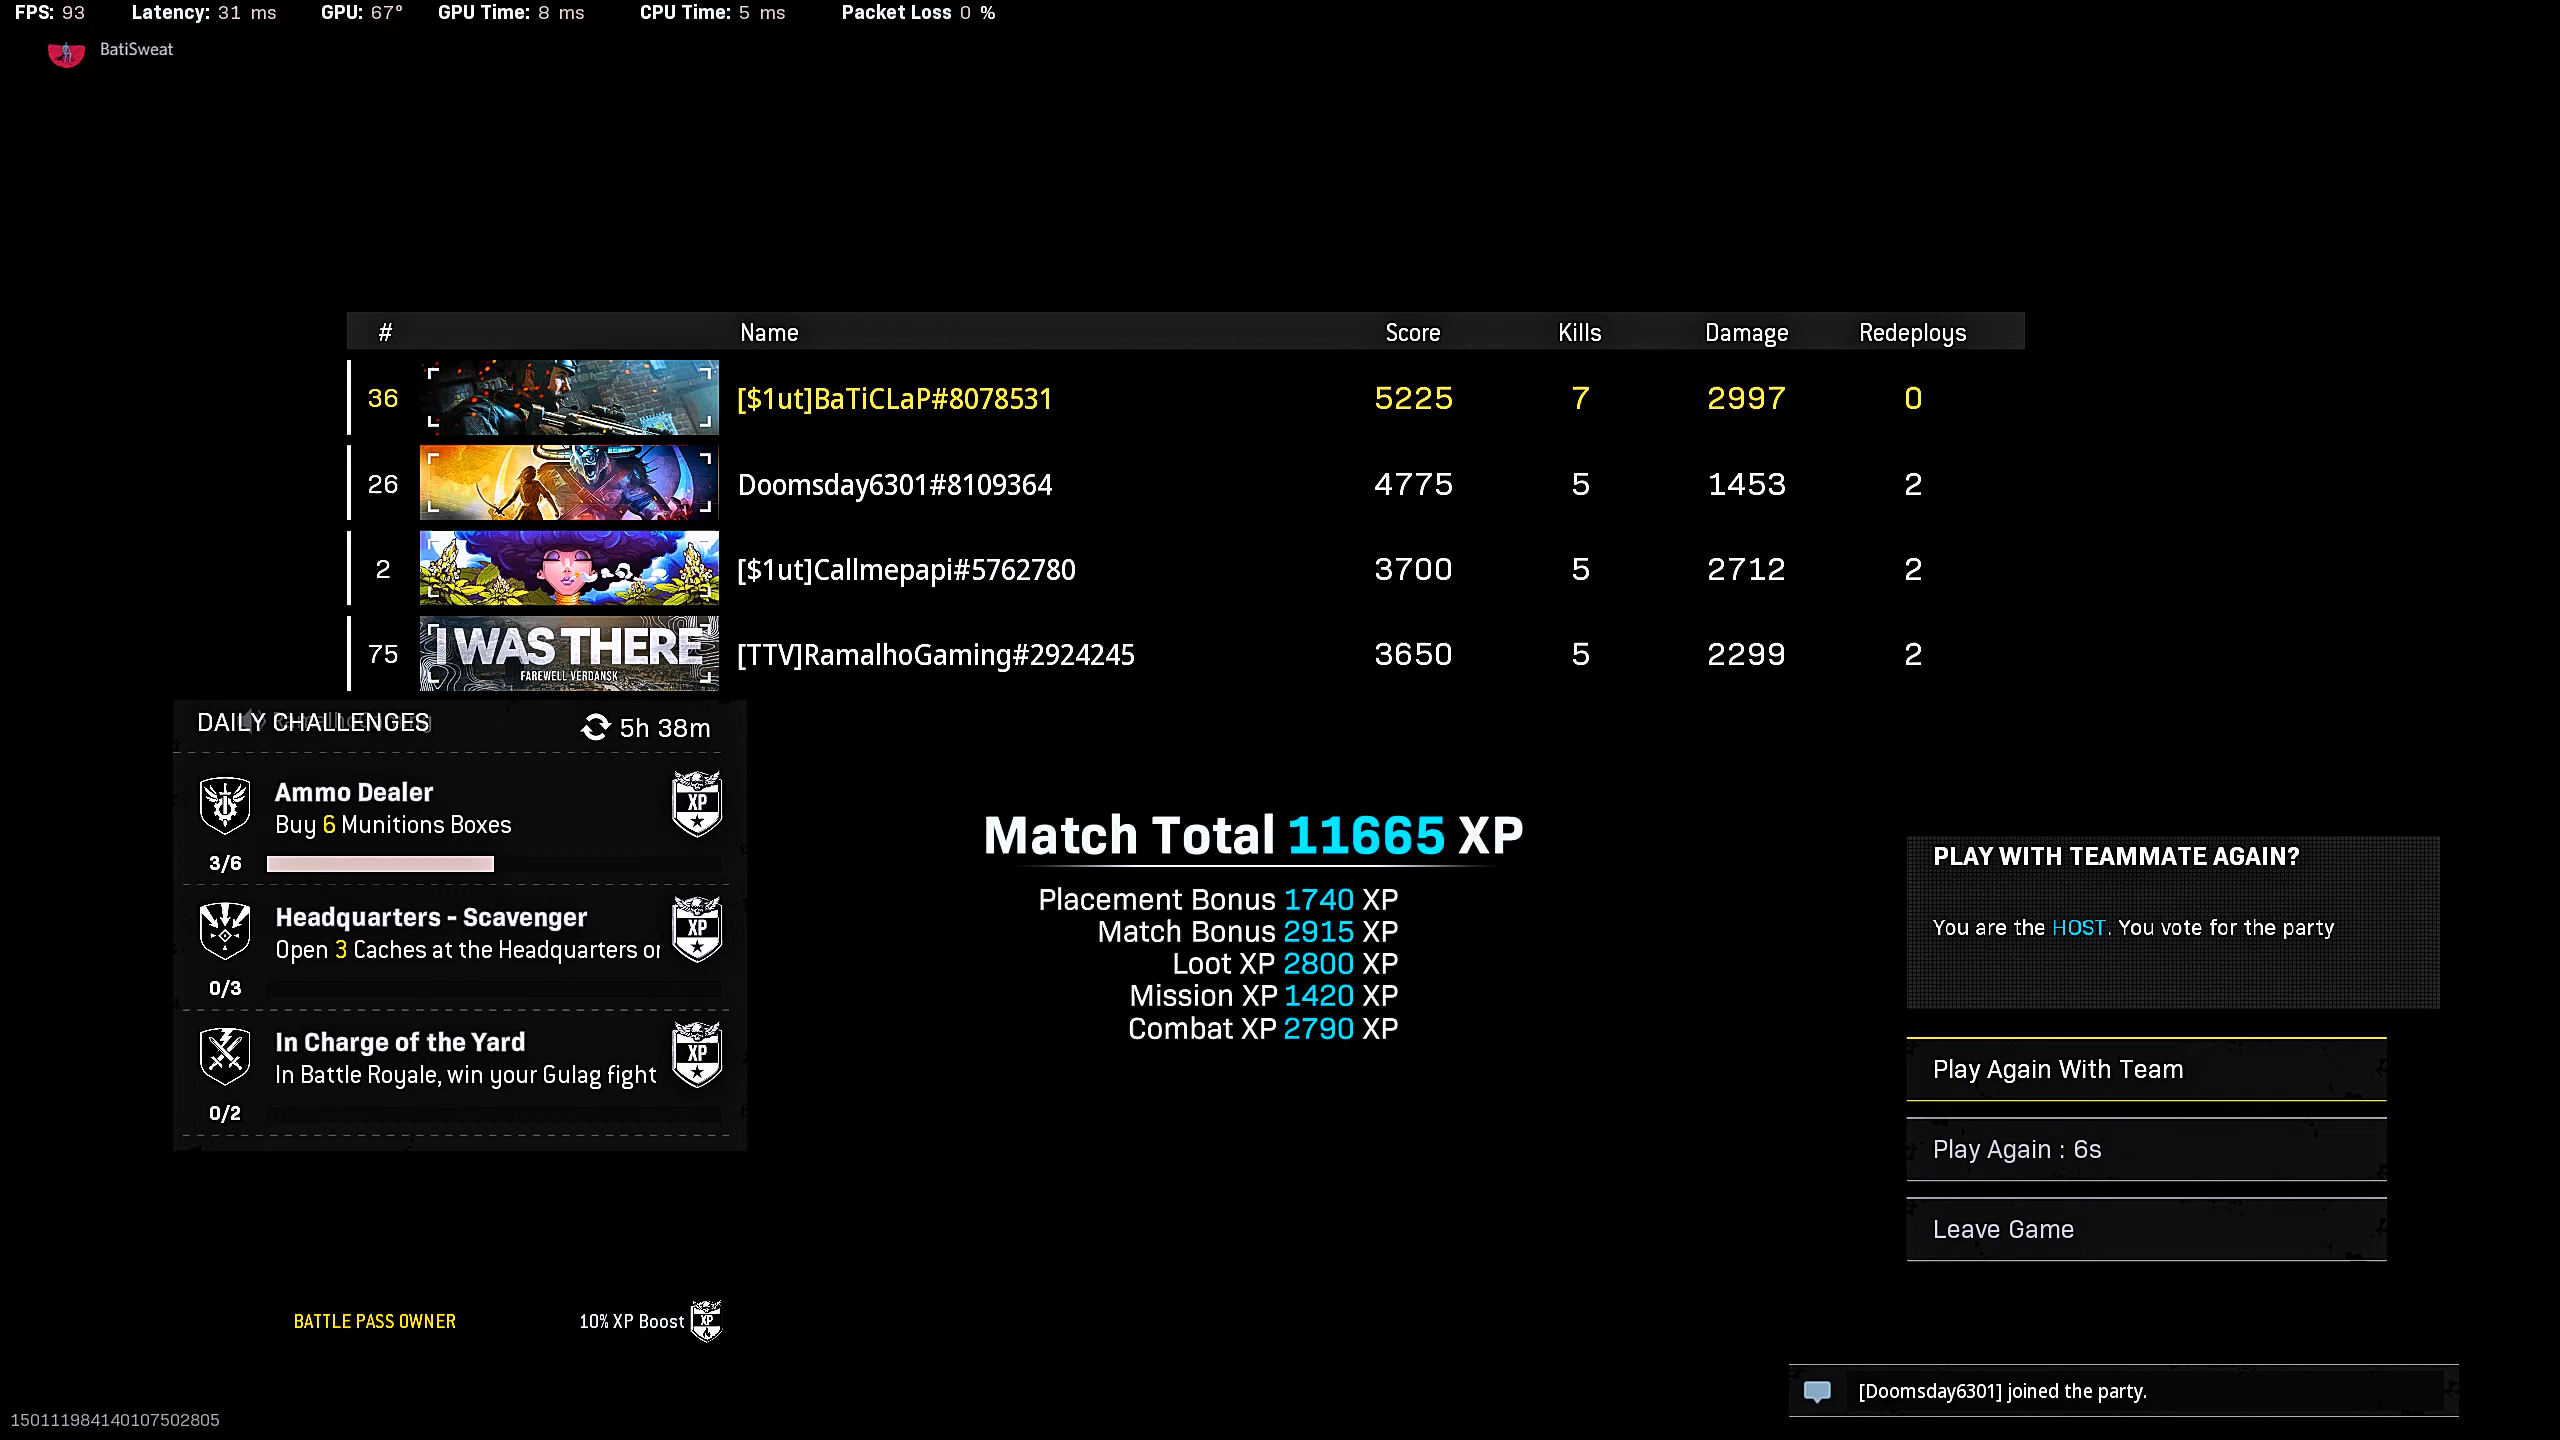 FPS: 93 Latency: 31 ms GPU: 67° GPU Time: 8 ms CPU Time: 5 ms Packet Loss 0 %
BatiSweat
# Name Score Kills Damage Redeploys
36 [$1ut]BaTiCLaP#8078531 5225 7 2997 0
26 Doomsday6301#8109364 4775 5 1453 2
2 [$1ut]Callmepapi#5762780 3700 5 2712 2
75 I WAS THERE FAREWELL VERDANSK [TTV]RamalhoGaming#2924245 3650 5 2299 2
DAILY CHALLENGES 5h 38m
RamalhoGaming
Ammo Dealer
Buy 6 Munitions Boxes
XP
3/6
Headquarters - Scavenger
Open 3 Caches at the Headquarters or
XP
0/3
In Charge of the Yard
In Battle Royale, win your Gulag fight
XP
0/2
BATTLE PASS OWNER 10% XP Boost XP
Match Total 11665 XP
Placement Bonus 1740 XP
Match Bonus 2915 XP
Loot XP 2800 XP
Mission XP 1420 XP
Combat XP 2790 XP
PLAY WITH TEAMMATE AGAIN?
You are the HOST. You vote for the party
Play Again With Team
Play Again : 6s
Leave Game
[Doomsday6301] joined the party.
150111984140107502805